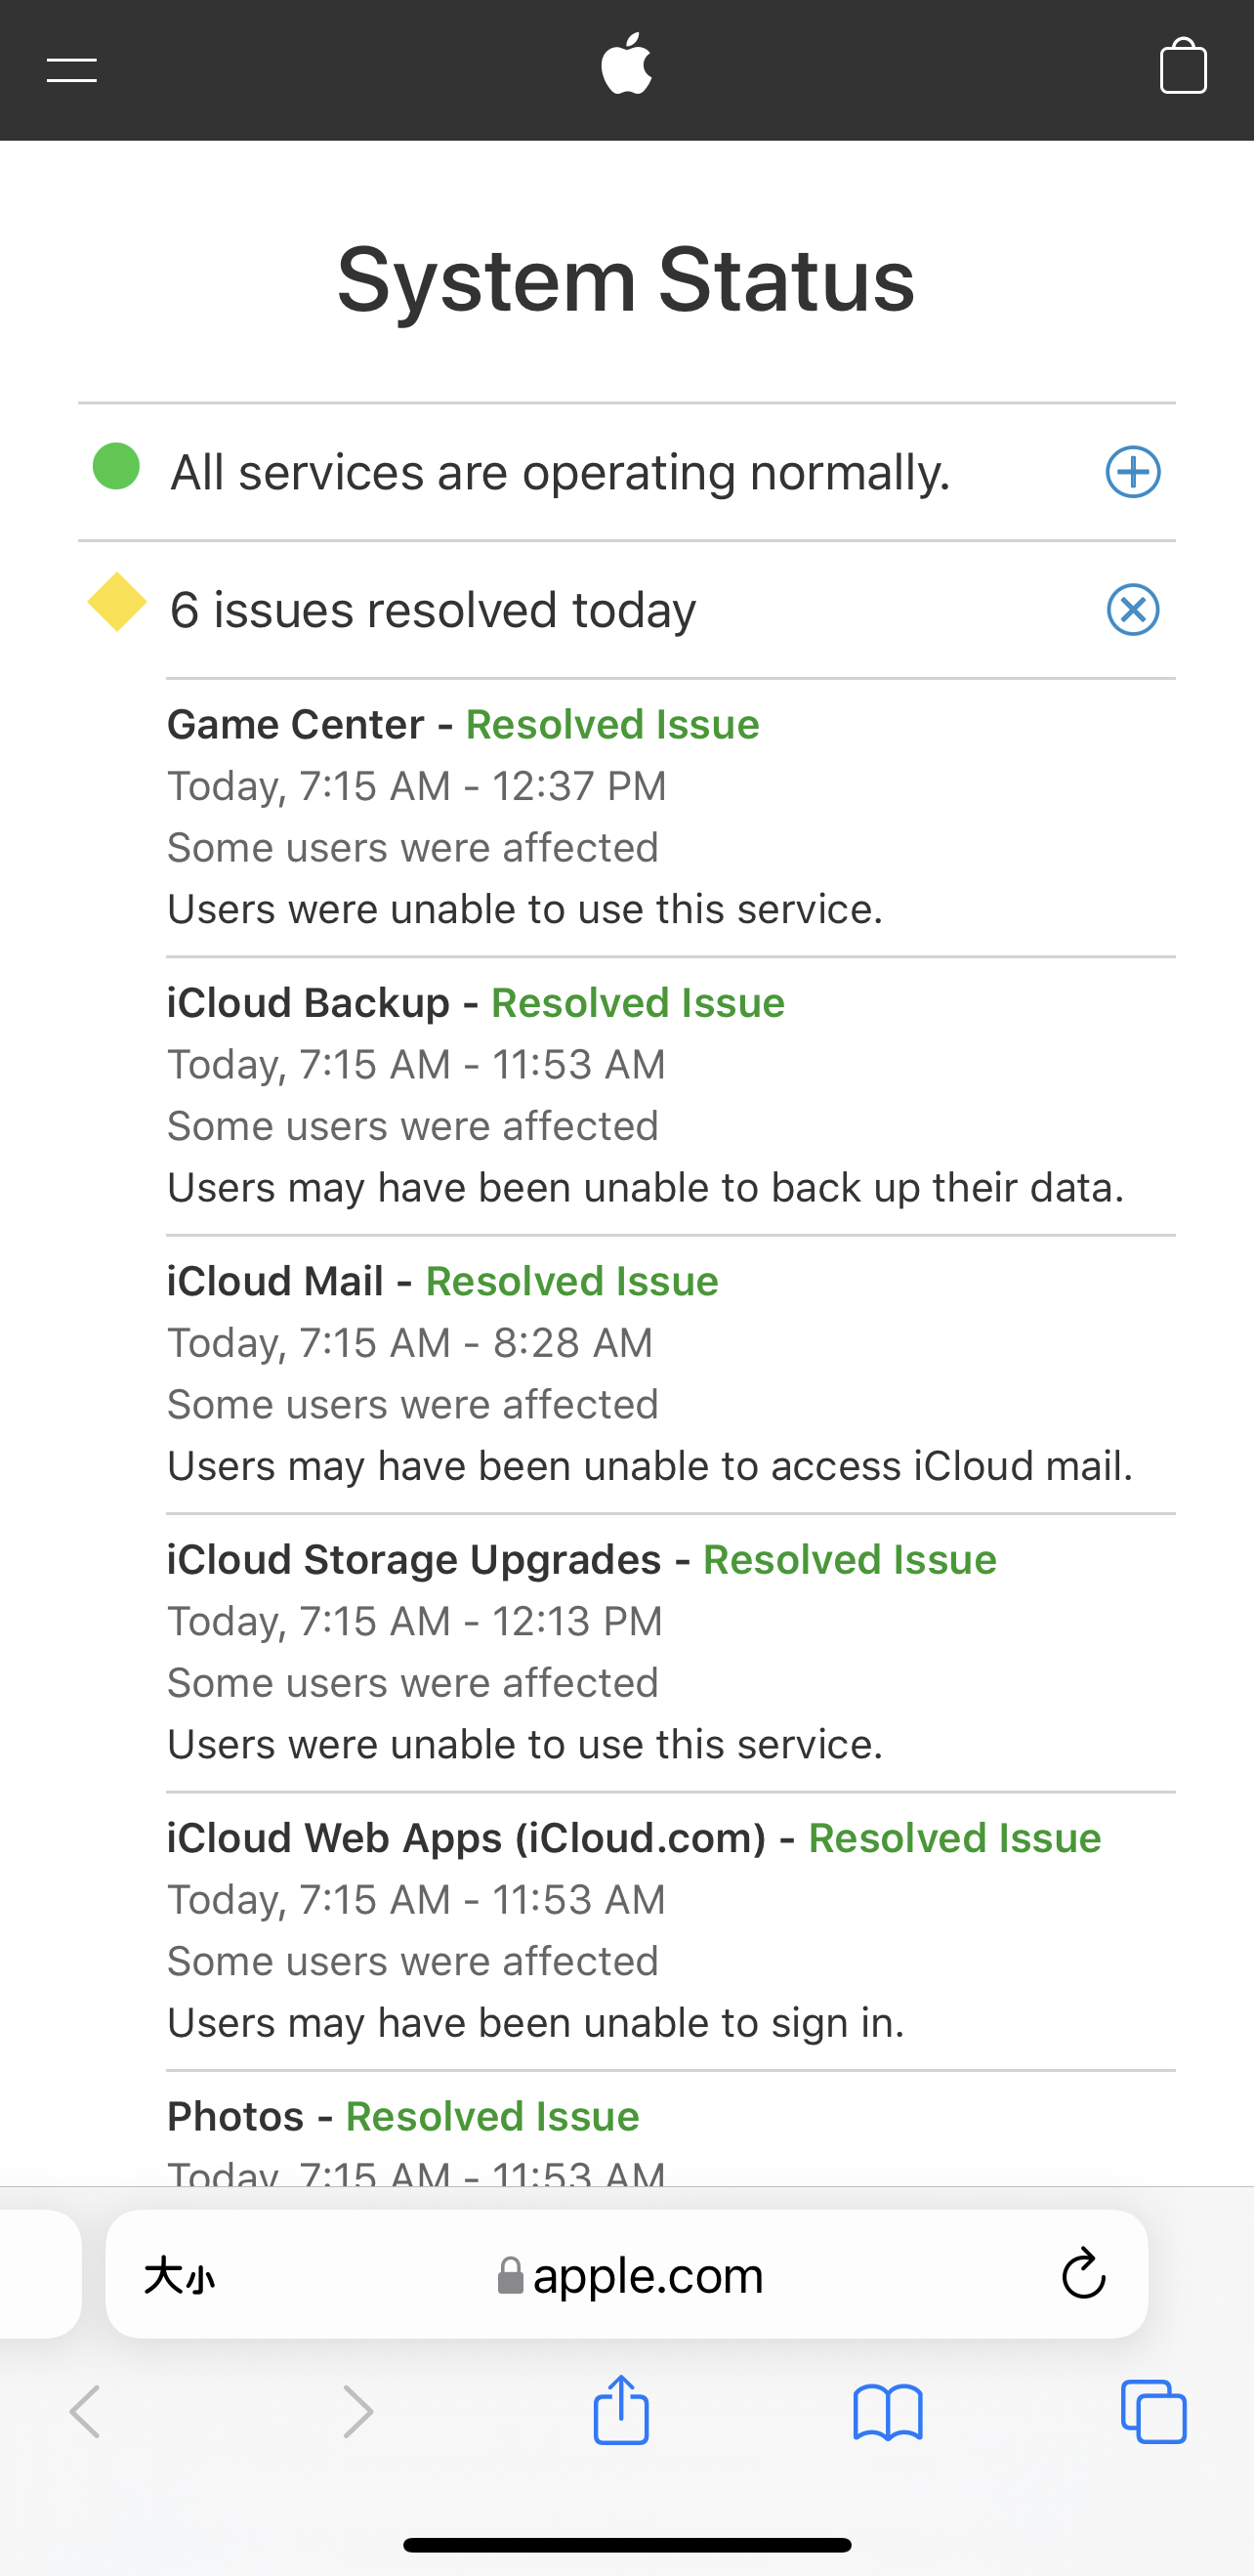 System Status
All services are operating normally.
6 issues resolved today
Game Center - Resolved Issue
Today, 7:15 AM - 12:37 PM
Some users were affected
Users were unable to use this service.
iCloud Backup - Resolved Issue
Today, 7:15 AM - 11:53 AM
Some users were affected
Users may have been unable to back up their data.
iCloud Mail - Resolved Issue
Today, 7:15 AM - 8:28 AM
Some users were affected
Users may have been unable to access iCloud mail.
iCloud Storage Upgrades - Resolved Issue
Today, 7:15 AM - 12:13 PM
Some users were affected
Users were unable to use this service.
iCloud Web Apps (iCloud.com) - Resolved Issue
Today, 7:15 AM - 11:53 AM
Some users were affected
Users may have been unable to sign in.
Photos - Resolved Issue
Today, 7:15 AM - 11:53 AM
大小 apple.com